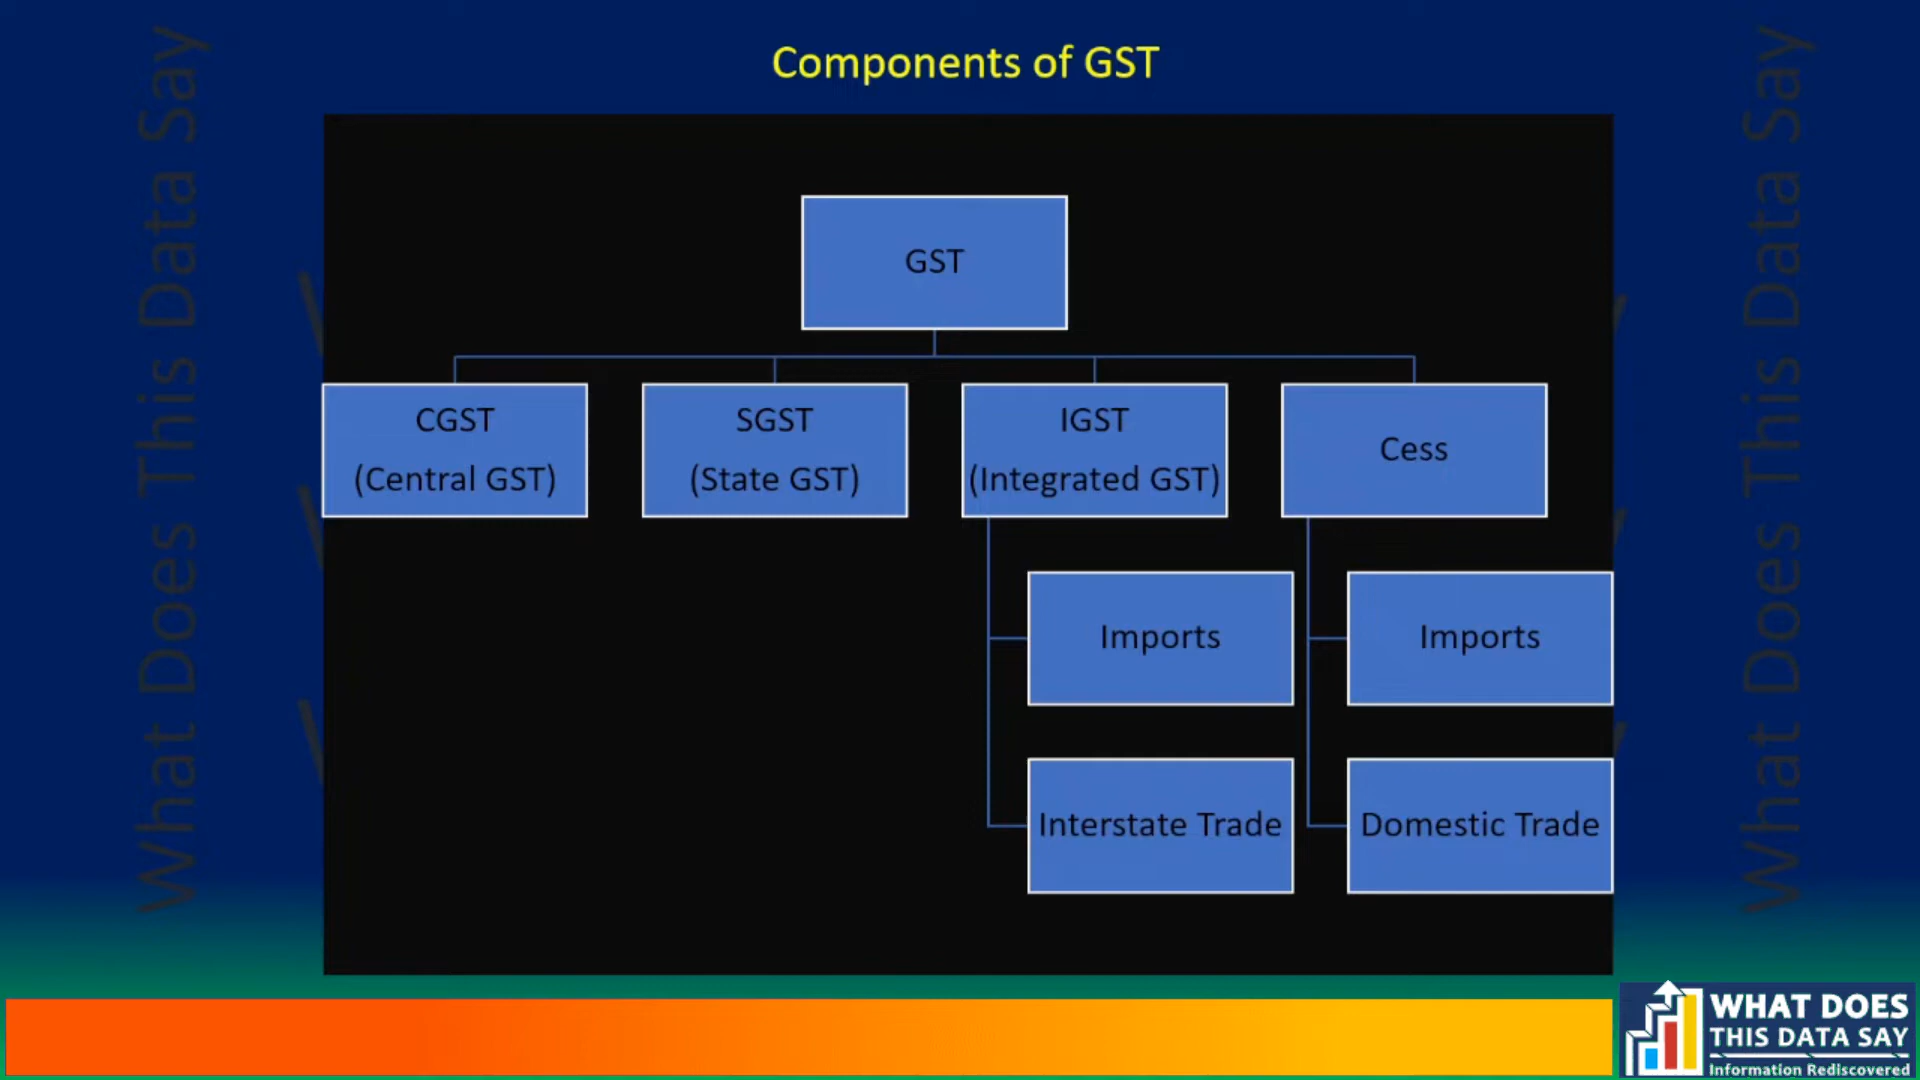 Components of GST
GST
CGST
(Central GST)
SGST
(State GST)
IGST
(Integrated GST)
Cess
Imports
Imports
Interstate Trade
Domestic Trade
What Does This Data Say
What Does This Data Say
WHAT DOES
THIS DATA SAY
Information Rediscovered